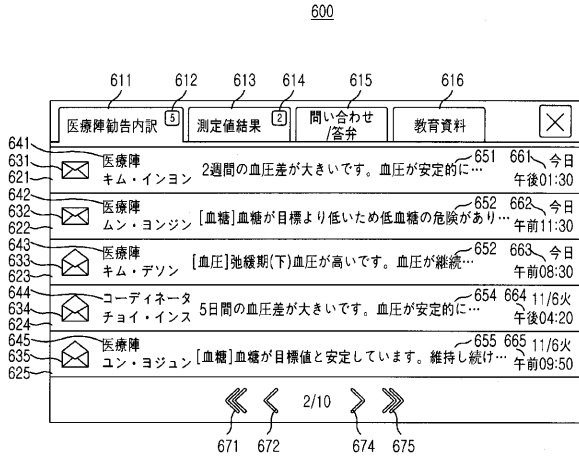 600
611 612 613 614 615 616
医療陣勧告内訳 5 測定値結果 2 問い合わせ
/答弁 教育資料
641 医療陣 651 661 今日
631 2週間の血圧差が大きいです。血圧が安定的に…
621 キム・インヨン 午後01:30
642 医療陣 652 662 今日
632 [血糖]血糖が目標より低いため低血糖の危険があり…
622 ムン・ヨンジン 午前11:30
643 医療陣 652 663 今日
633 [血圧]弛緩期(下)血圧が高いです。血圧が継続…
623 キム・デソン 午前08:30
644 コーディネータ 654 664 11/6火
634 5日間の血圧差が大きいです。血圧が安定的に…
624 チョイ・インス 午後04:20
645 医療陣 655 665 11/6火
635 [血糖]血糖が目標値と安定しています。維持し続け…
625 ユン・ヨジュン 午前09:50
2/10
671 672 674 675